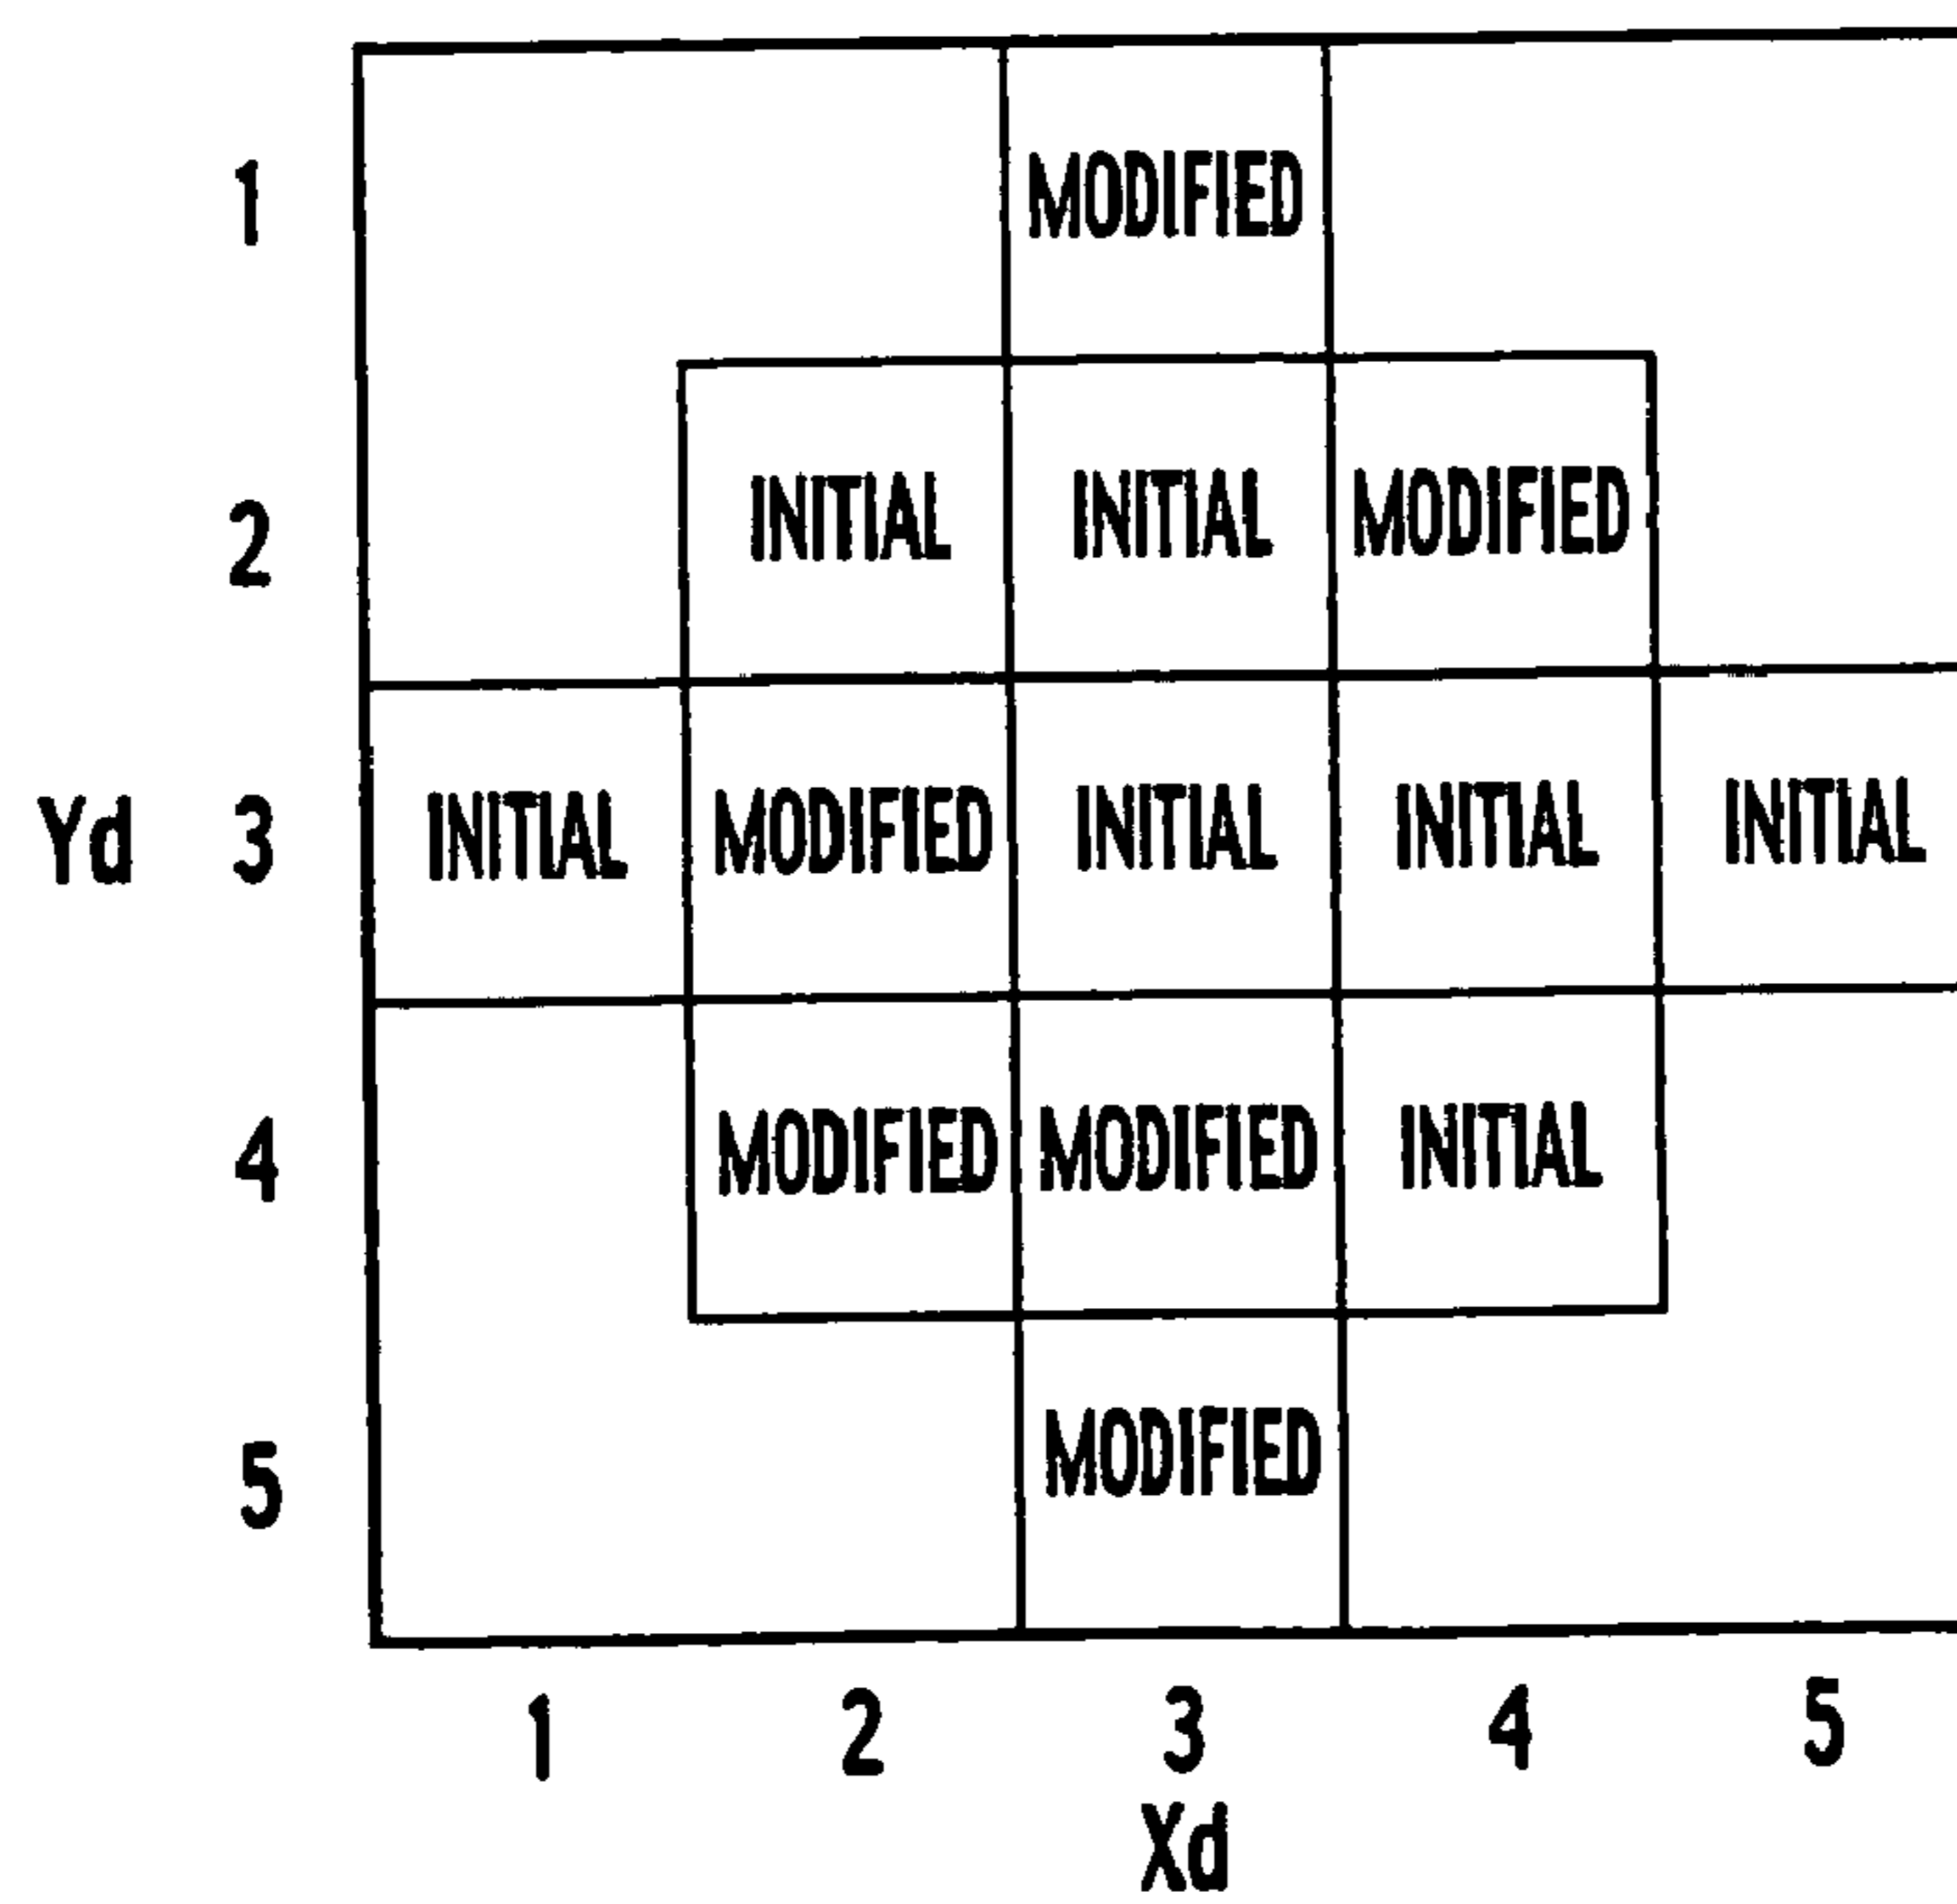 1 MODIFIED
2 INITIAL INITIAL MODIFIED
Yd 3 INITIAL MODIFIED INITIAL INITIAL INITIAL
4 MODIFIED MODIFIED INITIAL
5 MODIFIED
1 2 3 4 5
Xd